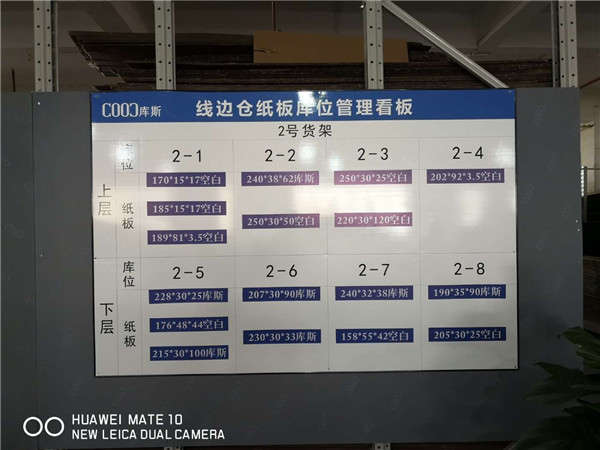 COOC库斯 线边仓纸板库位管理看板
2号货架
上层 库位 2-1 2-2 2-3 2-4
纸板 170*15*17空白 240*38*62库斯 250*30*25空白 202*92*3.5空白
185*15*17空白
250*30*50空白 220*30*120空白
189*81*3.5空白
下层 库位 2-5 2-6 2-7 2-8
纸板 228*30*25库斯 207*30*90库斯 240*32*38库斯 190*35*90库斯
176*48*44空白
230*30*33库斯 158*55*42空白 205*30*25空白
215*30*100库斯
HUAWEI MATE 10
NEW LEICA DUAL CAMERA